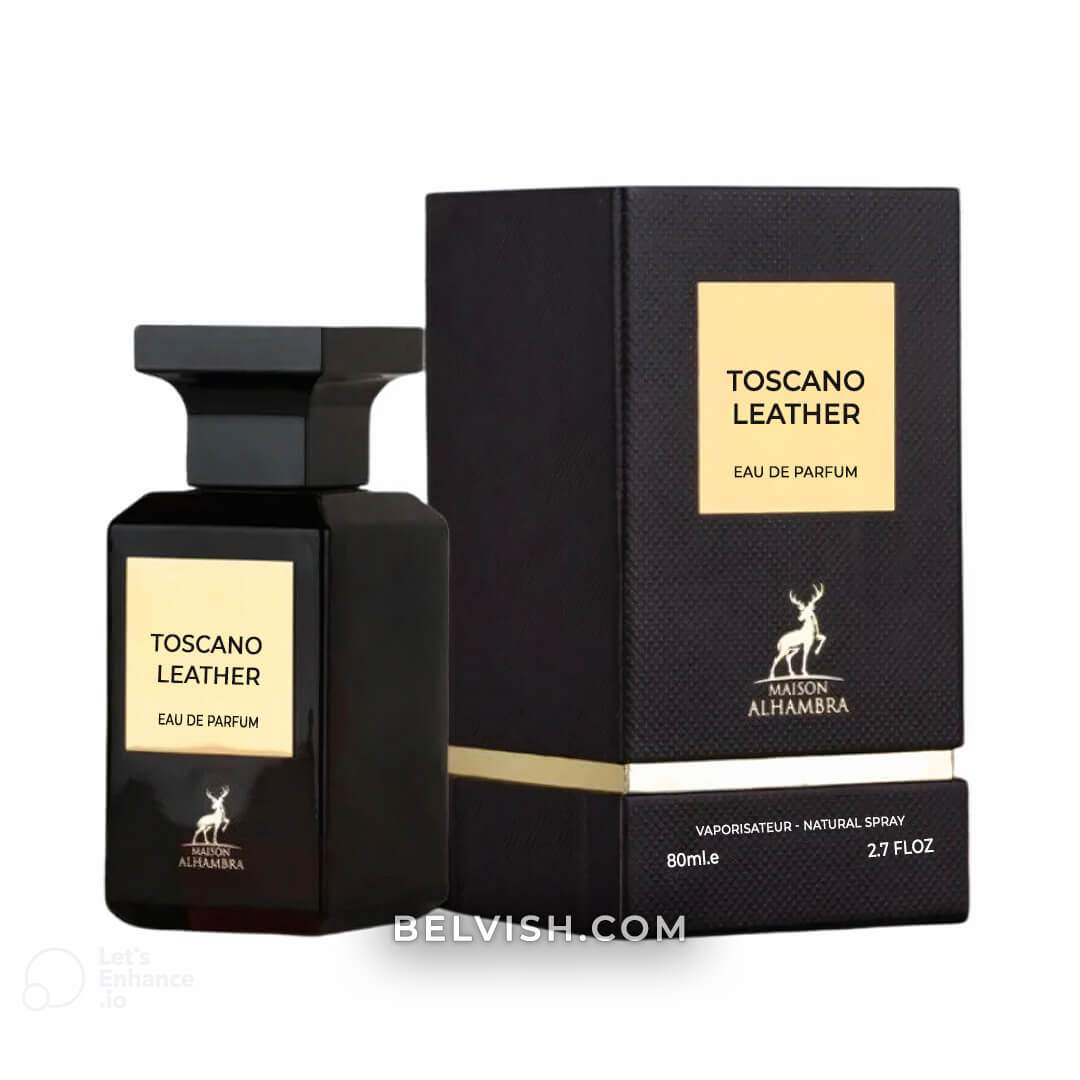 TOSCANO
LEATHER
EAU DE PARFUM
MAISON
ALHAMBRA
VAPORISATEUR - NATURAL SPRAY
80ml.e
2.7 FLOZ
TOSCANO
LEATHER
EAU DE PARFUM
MAISON
ALHAMBRA
BELVISH.COM
Let's
Enhance
.io